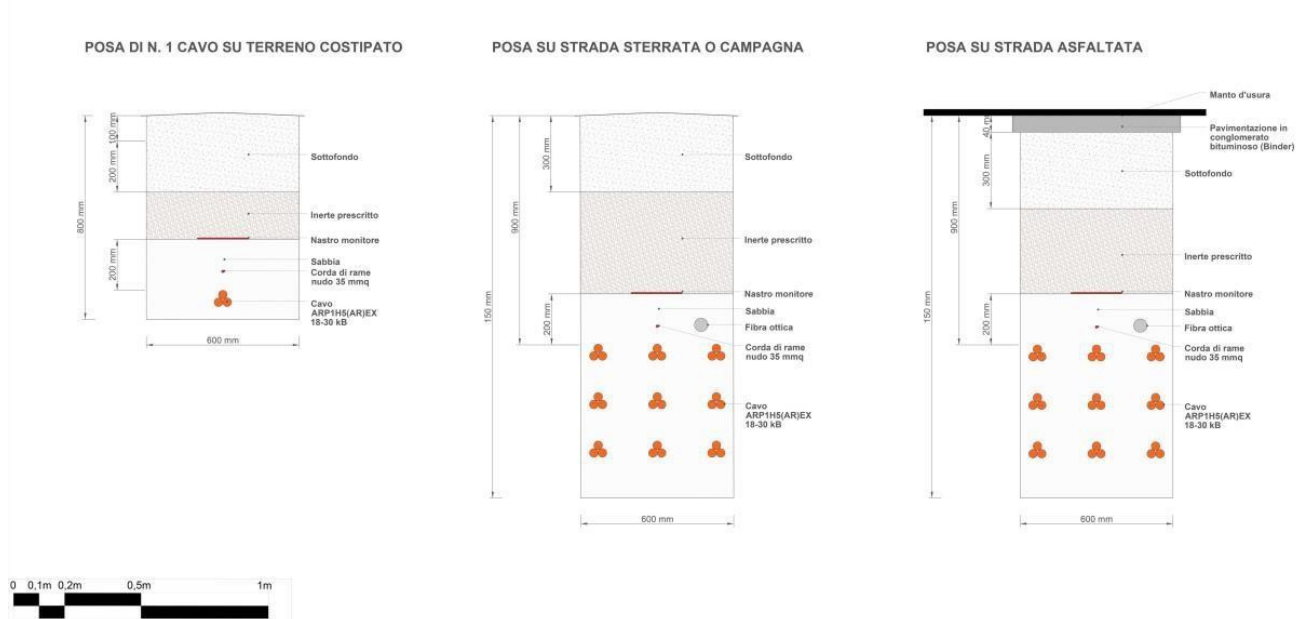 POSA DI N. 1 CAVO SU TERRENO COSTIPATO
100 mm
200 mm
800 mm
200 mm
600 mm
Sottofondo
Inerte prescritto
Nastro monitore
Sabbia
Corda di rame
nudo 35 mmq
Cavo
ARP1H5(AR)EX
18-30 kB
POSA SU STRADA STERRATA O CAMPAGNA
300 mm
900 mm
150 mm
200 mm
600 mm
Sottofondo
Inerte prescritto
Nastro monitore
Sabbia
Fibra ottica
Corda di rame
nudo 35 mmq
Cavo
ARP1H5(AR)EX
18-30 kB
POSA SU STRADA ASFALTATA
40 mm
300 mm
900 mm
150 mm
200 mm
600 mm
Manto d'usura
Pavimentazione in
conglomerato
bituminoso (Binder)
Sottofondo
Inerte prescritto
Nastro monitore
Sabbia
Fibra ottica
Corda di rame
nudo 35 mmq
Cavo
ARP1H5(AR)EX
18-30 kB
0 0,1m 0,2m 0,5m 1m